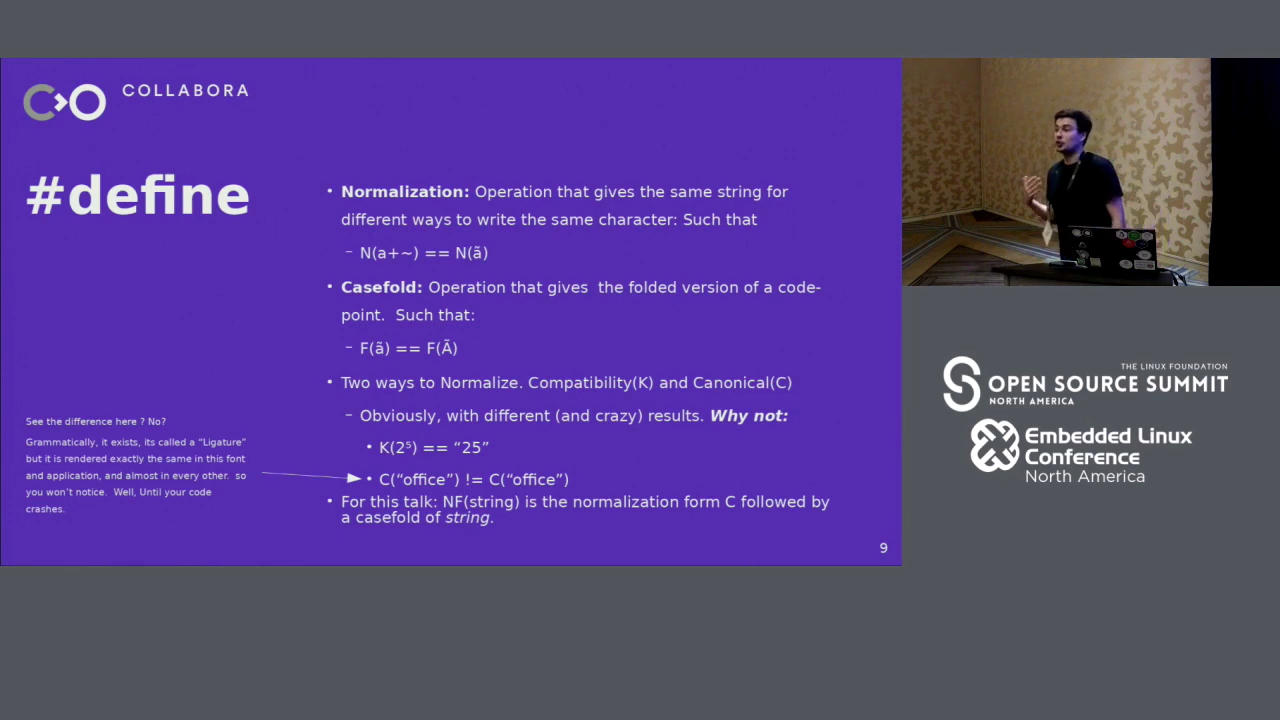 COLLABORA
#define
• Normalization: Operation that gives the same string for
different ways to write the same character: Such that
– N(a+~) == N(ã)
• Casefold: Operation that gives  the folded version of a code-
point.  Such that:
– F(ã) == F(Ã)
• Two ways to Normalize. Compatibility(K) and Canonical(C)
– Obviously, with different (and crazy) results. Why not:
• K(2⁵) == “25”
• C(“office”) != C(“office”)
• For this talk: NF(string) is the normalization form C followed by
a casefold of string.
See the difference here ? No?
Grammatically, it exists, its called a “Ligature”
but it is rendered exactly the same in this font
and application, and almost in every other.  so
you won’t notice.  Well, Until your code
crashes.
9
THE LINUX FOUNDATION
OPEN SOURCE SUMMIT
NORTH AMERICA
Embedded Linux
Conference
North America